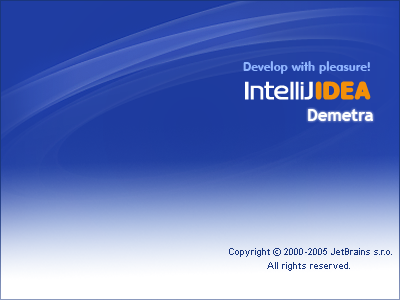 Develop with pleasure!
IntelliJIDEA
Demetra
Copyright © 2000-2005 JetBrains s.r.o.
All rights reserved.